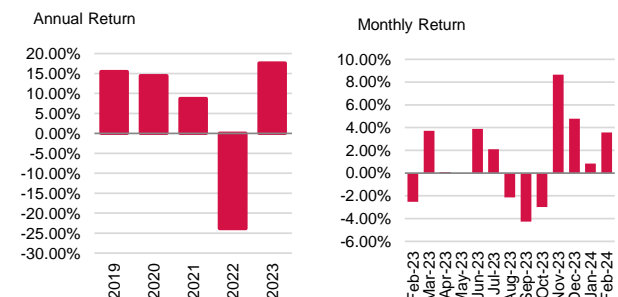 Annual Return
20.00%
15.00%
10.00%
5.00%
0.00%
-5.00%
-10.00%
-15.00%
-20.00%
-25.00%
-30.00%
2019
2020
2021
2022
2023
Monthly Return
10.00%
8.00%
6.00%
4.00%
2.00%
0.00%
-2.00%
-4.00%
-6.00%
Feb-23
Mar-23
Apr-23
May-23
Jun-23
Jul-23
Aug-23
Sep-23
Oct-23
Nov-23
Dec-23
Jan-24
Feb-24